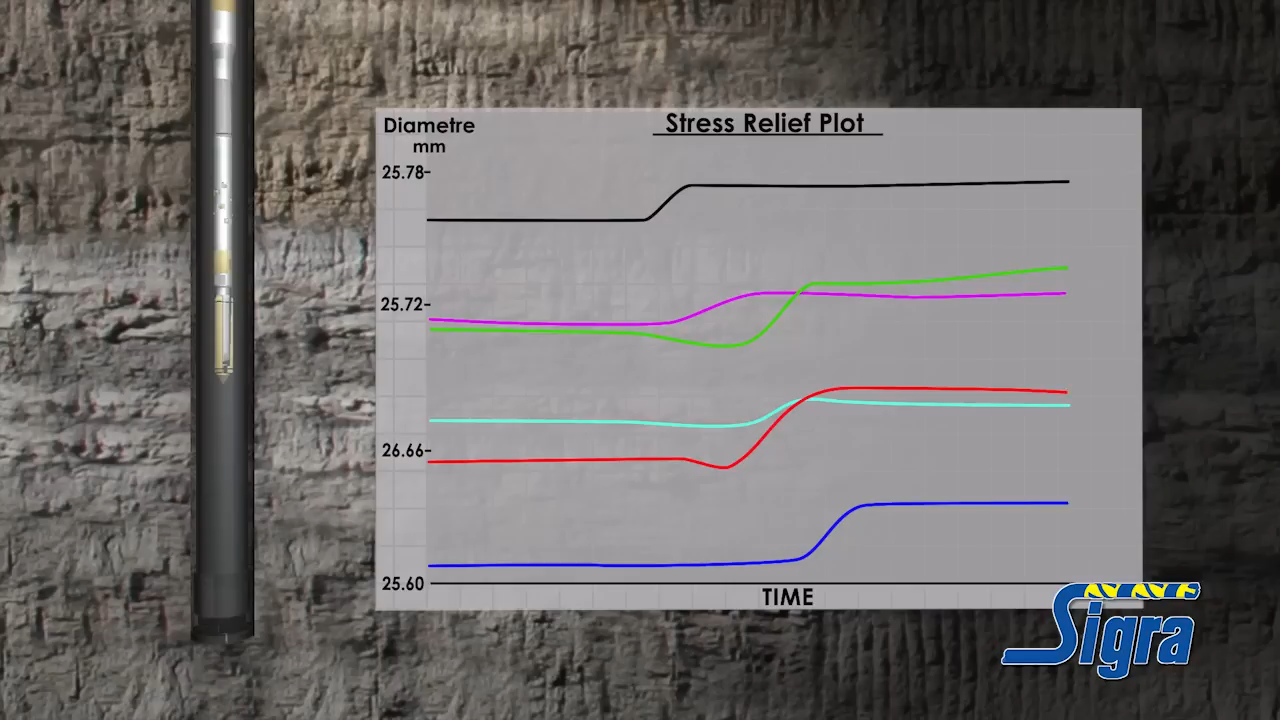 Stress Relief Plot
Diametre
mm
25.78-
25.72-
26.66-
25.60
TIME
Sigra